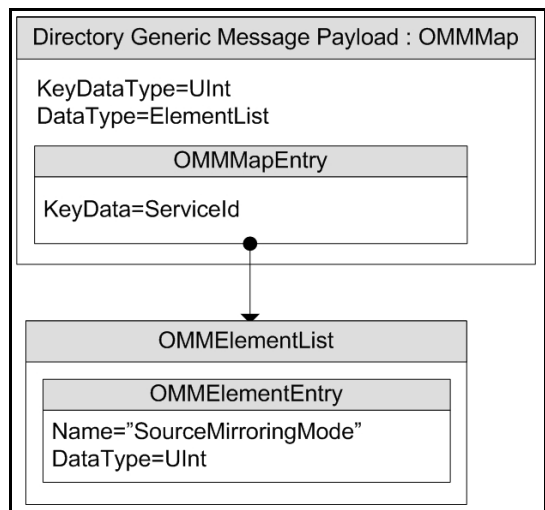 Directory Generic Message Payload : OMMMap
KeyDataType=UInt
DataType=ElementList
OMMMapEntry
KeyData=ServiceId
OMMElementList
OMMElementEntry
Name=”SourceMirroringMode”
DataType=UInt